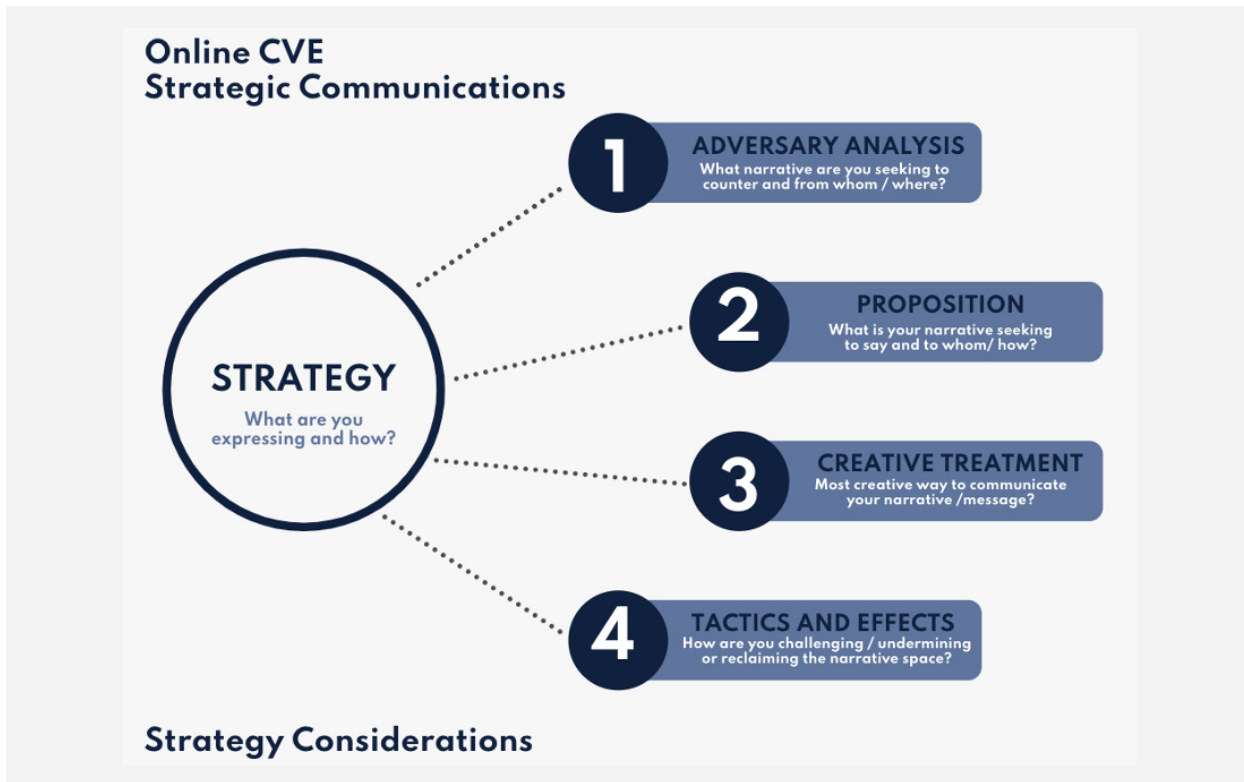 Online CVE
Strategic Communications
1
ADVERSARY ANALYSIS
What narrative are you seeking to
counter and from whom / where?
2
PROPOSITION
What is your narrative seeking
to say and to whom/ how?
STRATEGY
What are you
expressing and how?
3
CREATIVE TREATMENT
Most creative way to communicate
your narrative /message?
4
TACTICS AND EFFECTS
How are you challenging / undermining
or reclaiming the narrative space?
Strategy Considerations